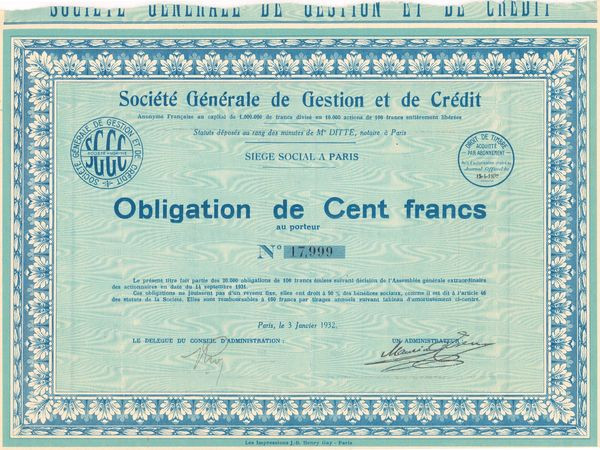 SOCIÉTÉ GÉNÉRALE DE GESTION ET DE CRÉDIT
Société Générale de Gestion et de Crédit
Anonyme Française au capital de 1.000.000 de francs divisé en 10.000 actions de 100 francs entièrement libérées
Statuts déposés au rang des minutes de Mᵉ DITTE, notaire à Paris
SOCIÉTÉ GÉNÉRALE DE GESTION ET DE CRÉDIT
SGGC
SOCIÉTÉ ANONYME
SIEGE SOCIAL A PARIS
DROIT DE TIMBRE
ACQUITTÉ
PAR ABONNEMENT
Journal Officiel du
Obligation de Cent francs
au porteur
N° 17,999
Le présent titre fait partie des 20.000 obligations de 100 francs émises suivant décision de l'Assemblée générale extraordinaire
des actionnaires en date du 14 septembre 1931.
Ces obligations ne jouissent pas d'un revenu fixe, elles ont droit à 50 % des bénéfices sociaux, comme il est dit à l'article 46
des statuts de la Société. Elles sont remboursables à 100 francs par tirages annuels suivant tableau d'amortissement ci-contre.
Paris, le 3 Janvier 1932.
LE DELEGUE DU CONSEIL D'ADMINISTRATION:
UN ADMINISTRATEUR
Les Impressions J.-B. Henry Gay - Paris